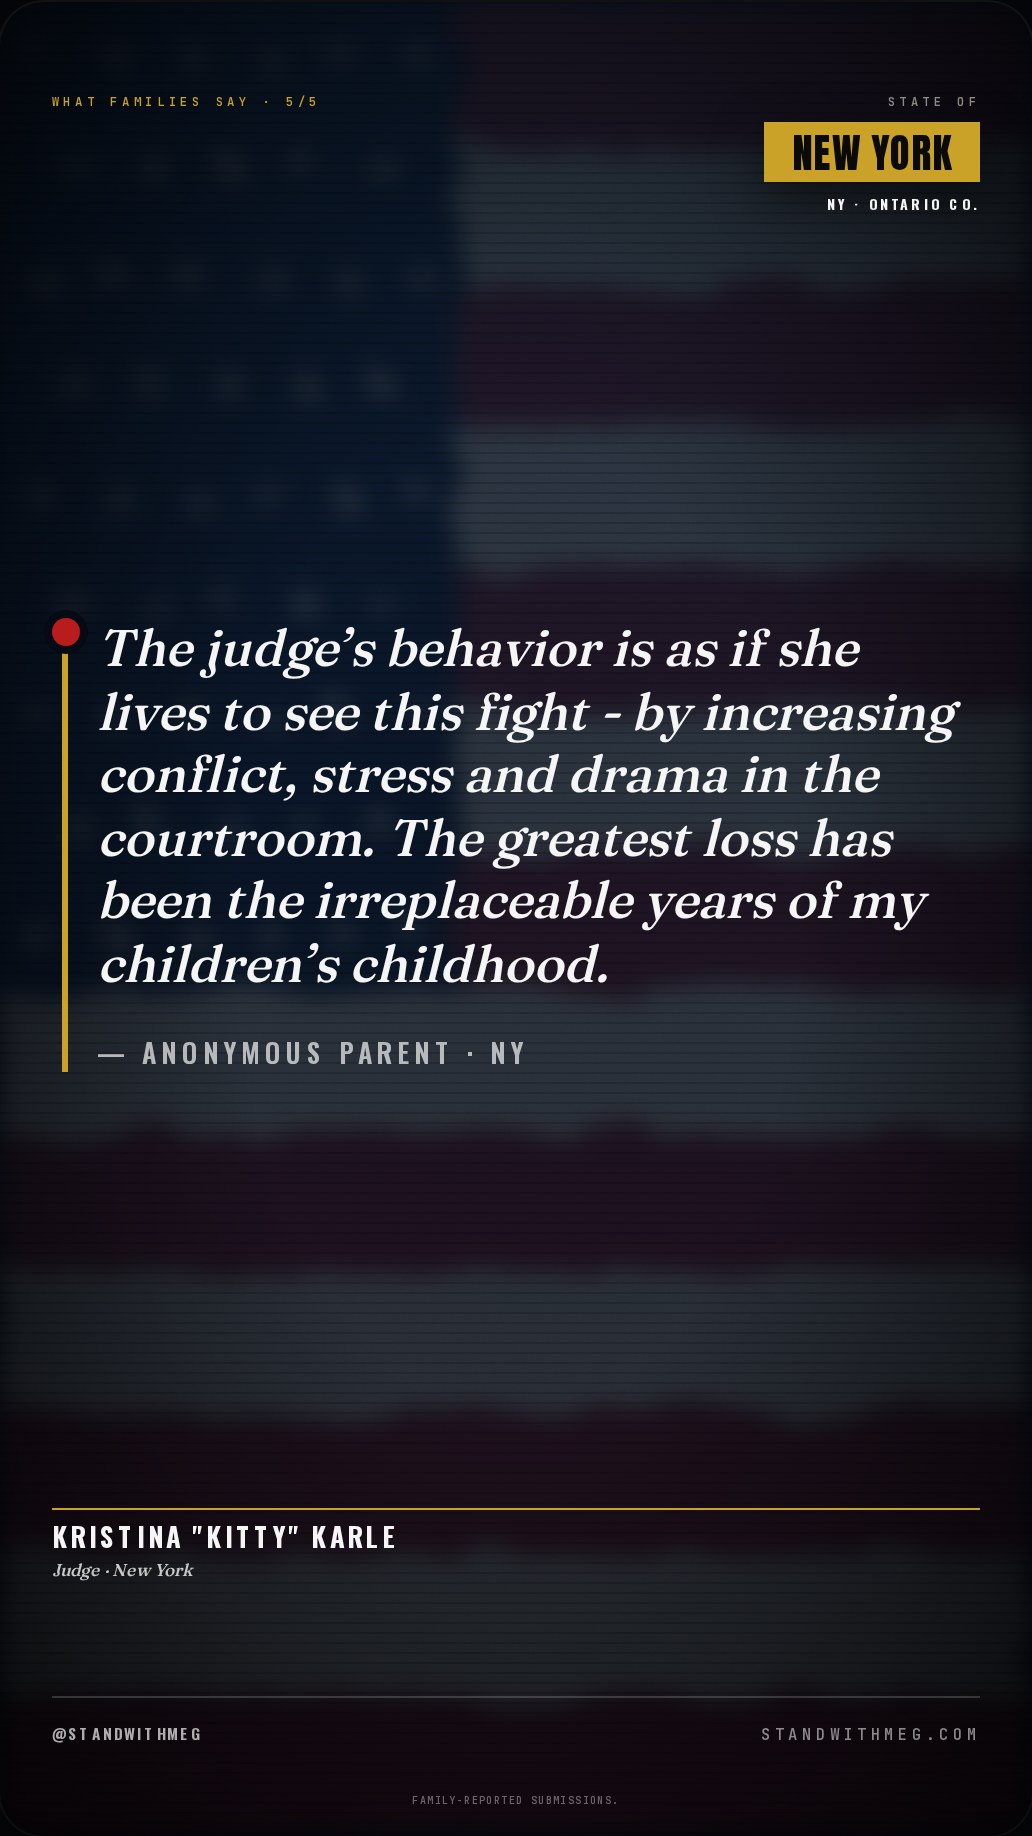 WHAT FAMILIES SAY · 5/5
STATE OF
NEW YORK
NY · ONTARIO CO.
The judge’s behavior is as if she
lives to see this fight - by increasing
conflict, stress and drama in the
courtroom. The greatest loss has
been the irreplaceable years of my
children’s childhood.
— ANONYMOUS PARENT · NY
KRISTINA "KITTY" KARLE
Judge · New York
@STANDWITHMEG
STANDWITHMEG.COM
FAMILY-REPORTED SUBMISSIONS.